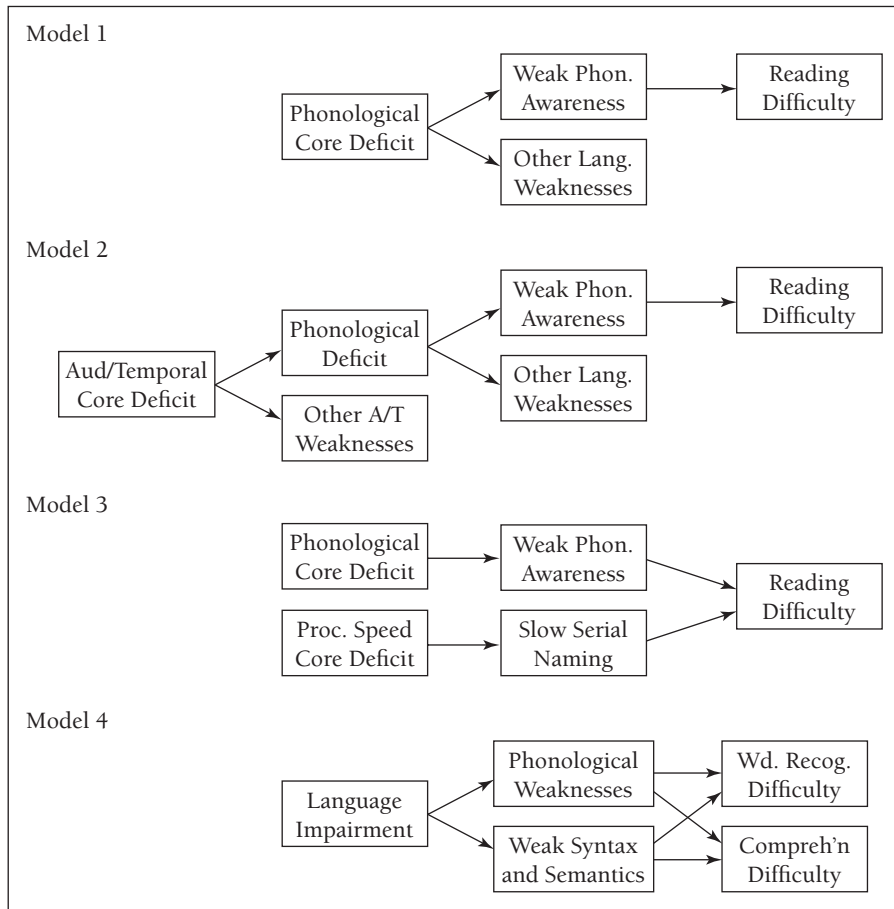 Model 1
Weak Phon.
Awareness
Reading
Difficulty
Phonological
Core Deficit
Other Lang.
Weaknesses
Model 2
Weak Phon.
Awareness
Reading
Difficulty
Phonological
Deficit
Aud/Temporal
Core Deficit
Other Lang.
Weaknesses
Other A/T
Weaknesses
Model 3
Phonological
Core Deficit
Weak Phon.
Awareness
Reading
Difficulty
Proc. Speed
Core Deficit
Slow Serial
Naming
Model 4
Phonological
Weaknesses
Wd. Recog.
Difficulty
Language
Impairment
Weak Syntax
and Semantics
Compreh'n
Difficulty